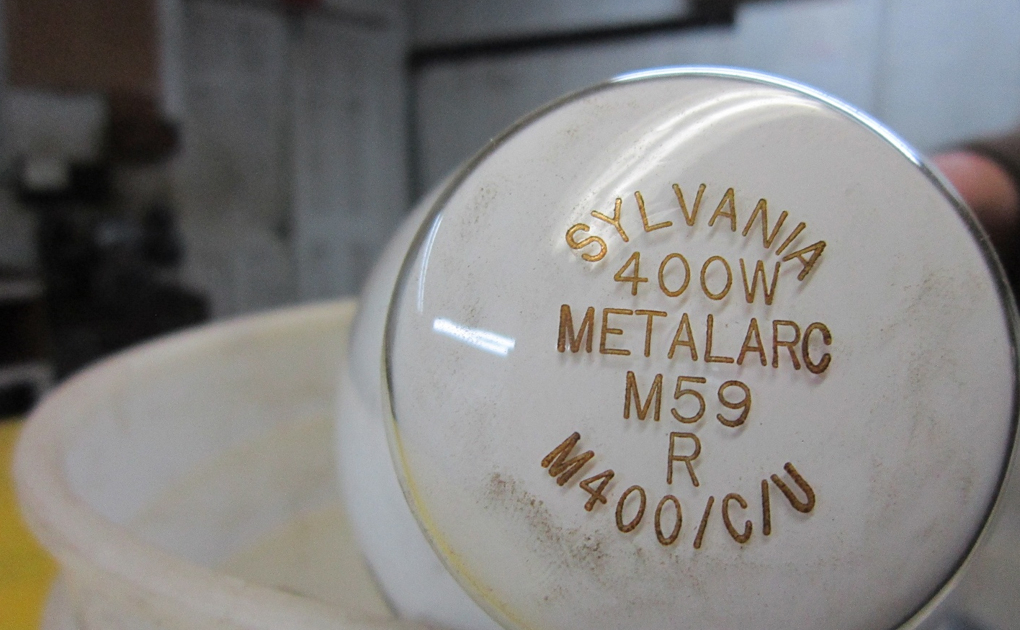 SYLVANIA
400W
METALARC
M59
R
M400/C/U